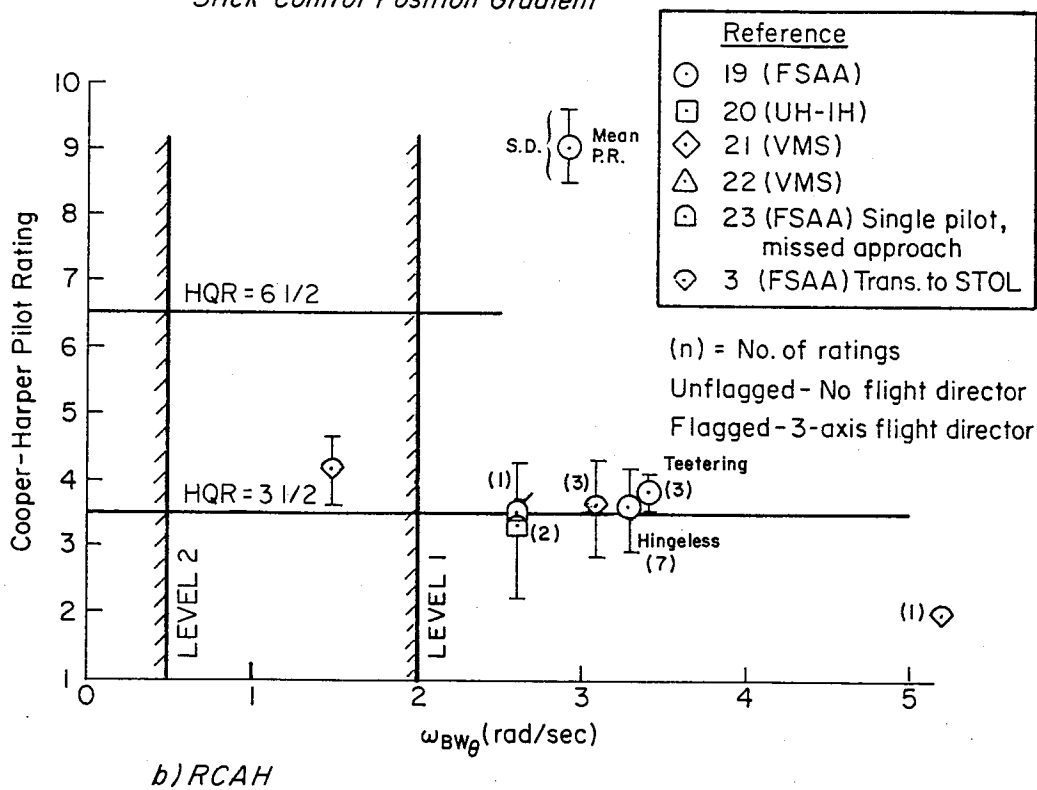 Stick Control Position Gradient
Reference
19 (FSAA)
20 (UH-1H)
21 (VMS)
22 (VMS)
23 (FSAA) Single pilot,
missed approach
3 (FSAA) Trans. to STOL
(n) = No. of ratings
Unflagged - No flight director
Flagged - 3-axis flight director
Cooper-Harper Pilot Rating
10
9
8
7
6
5
4
3
2
1
S.D.
Mean
P.R.
HQR = 6 1/2
HQR = 3 1/2
LEVEL 2
LEVEL 1
(1)
(2)
(3)
Teetering
(3)
Hingeless
(7)
(1)
0 1 2 3 4 5
ωBWθ (rad/sec)
b) RCAH